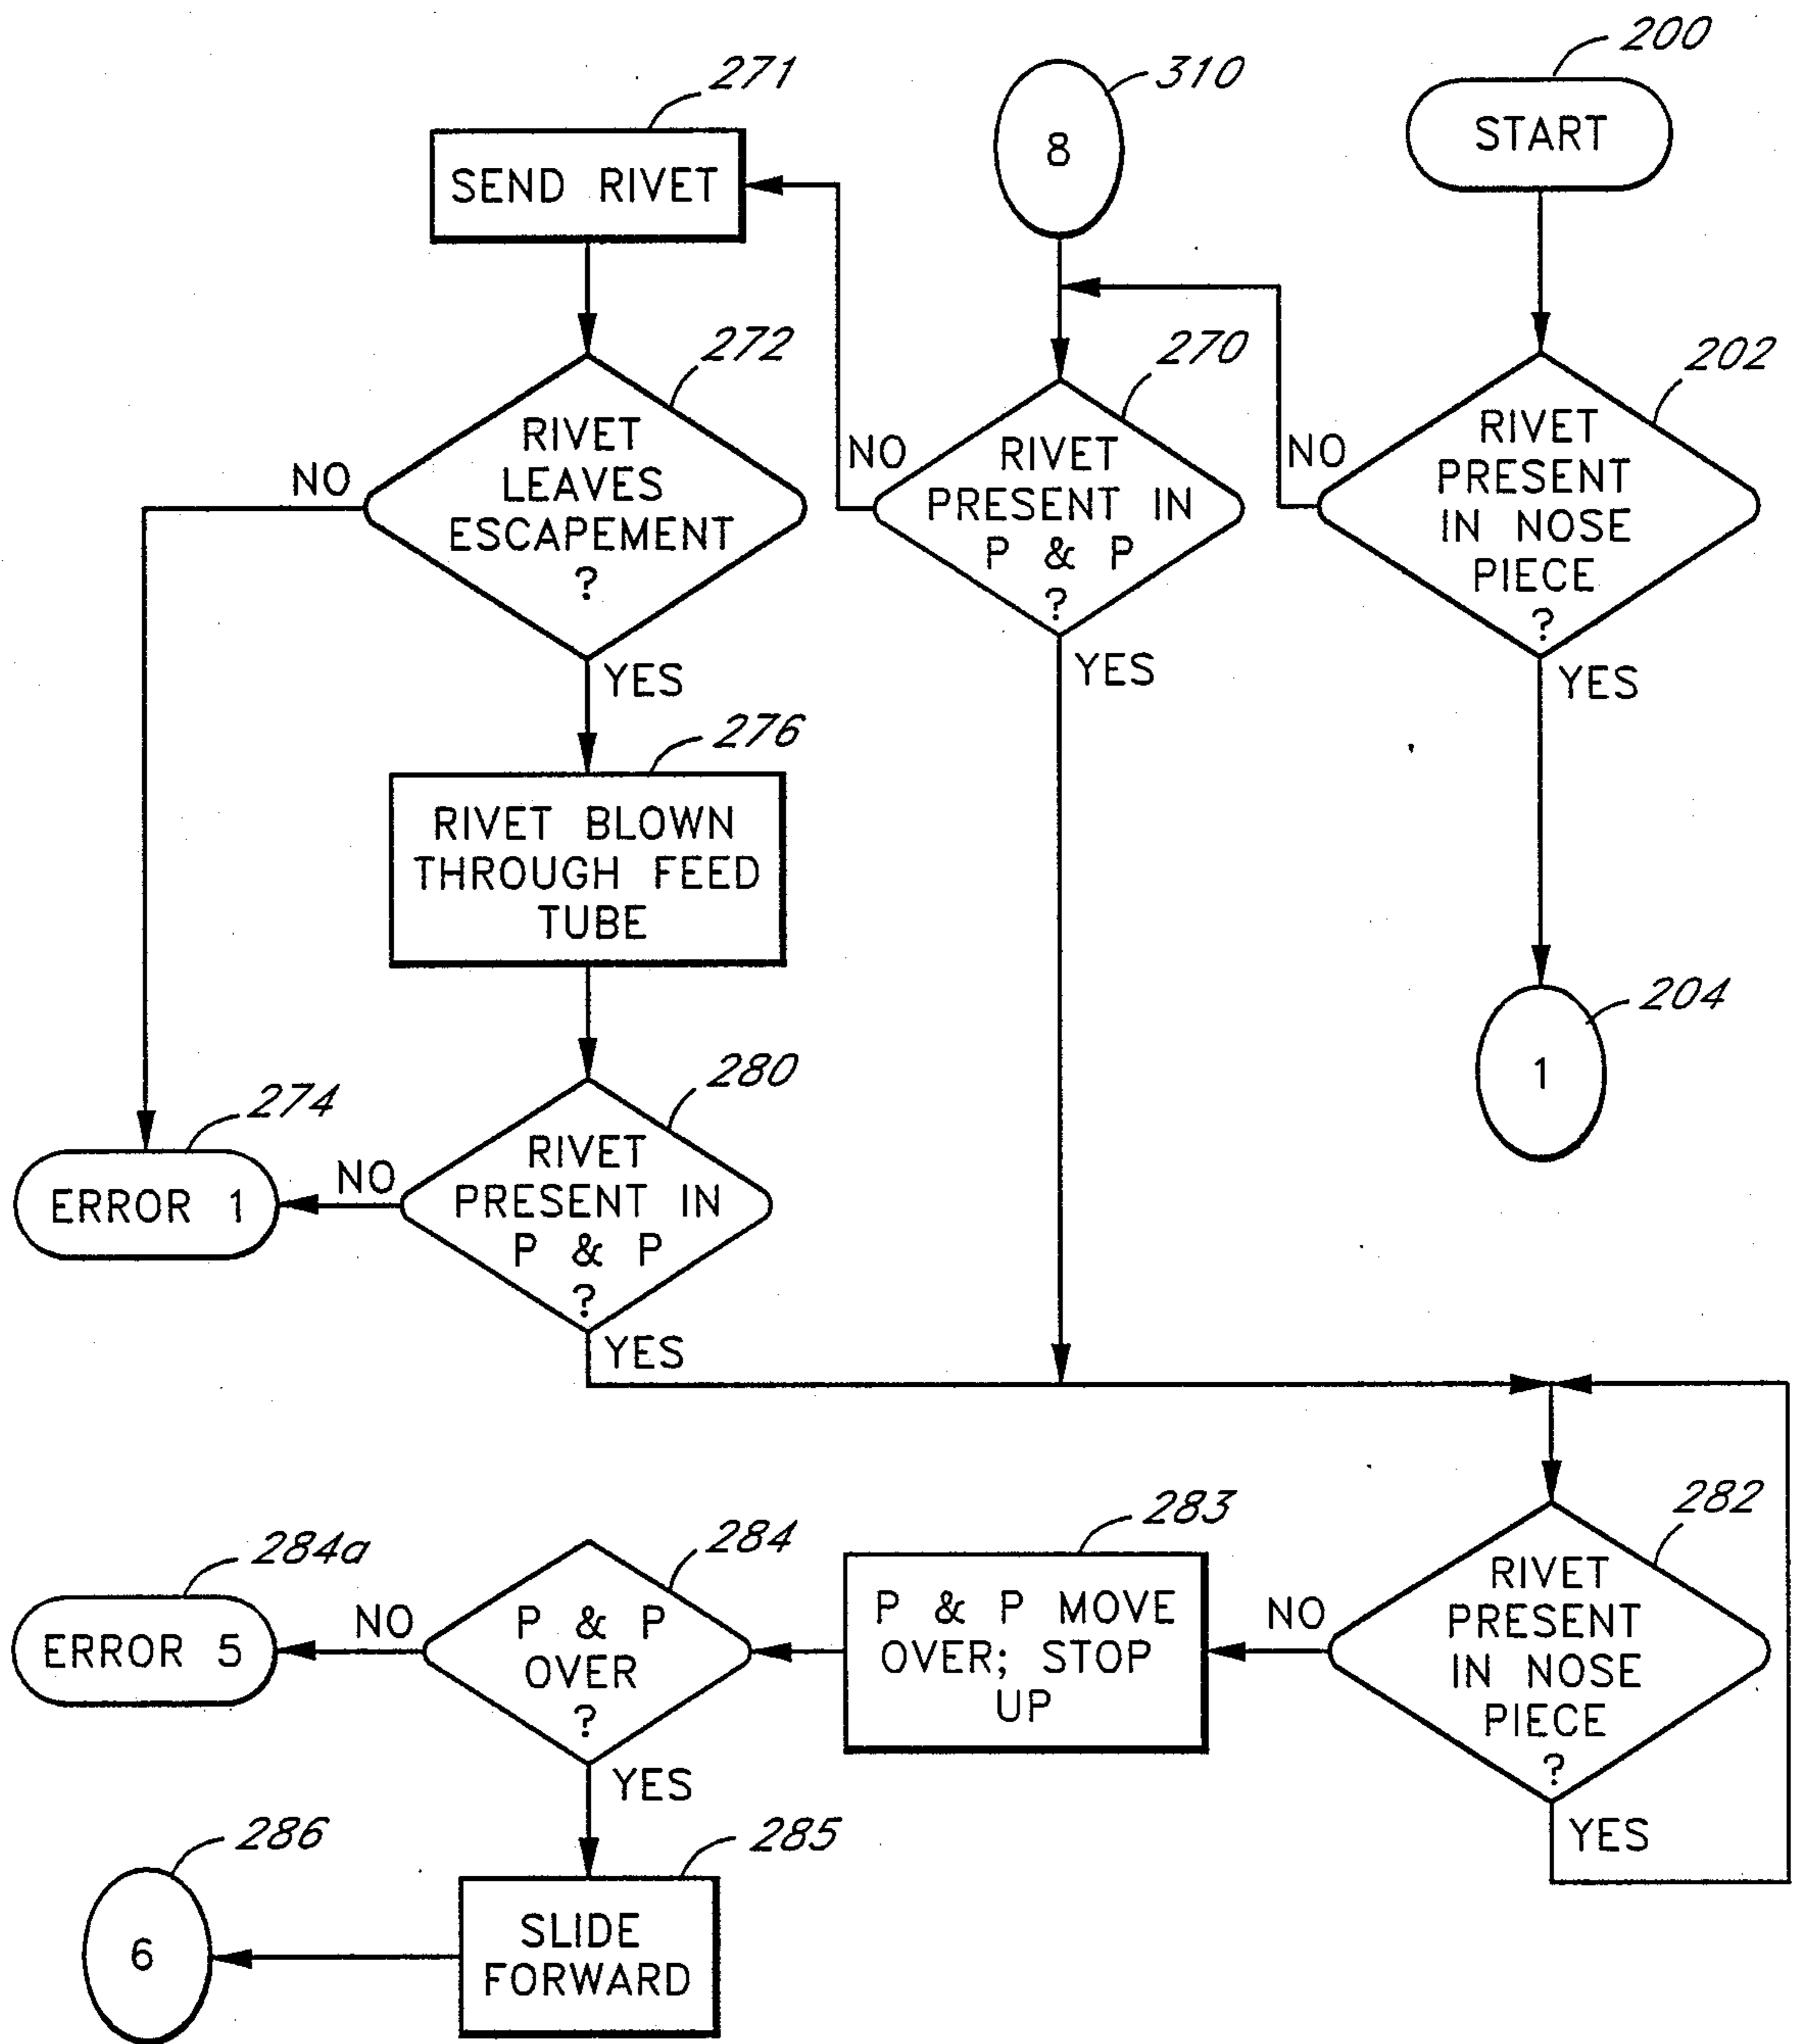 200
START
310
8
271
SEND RIVET
202
RIVET
PRESENT
IN NOSE
PIECE
?
NO
YES
204
1
270
RIVET
PRESENT IN
P & P
?
NO
YES
272
RIVET
LEAVES
ESCAPEMENT
?
NO
YES
276
RIVET BLOWN
THROUGH FEED
TUBE
280
RIVET
PRESENT IN
P & P
?
NO
YES
274
ERROR 1
282
RIVET
PRESENT
IN NOSE
PIECE
?
NO
YES
283
P & P MOVE
OVER; STOP
UP
284
P & P
OVER
?
NO
YES
284a
ERROR 5
285
SLIDE
FORWARD
286
6